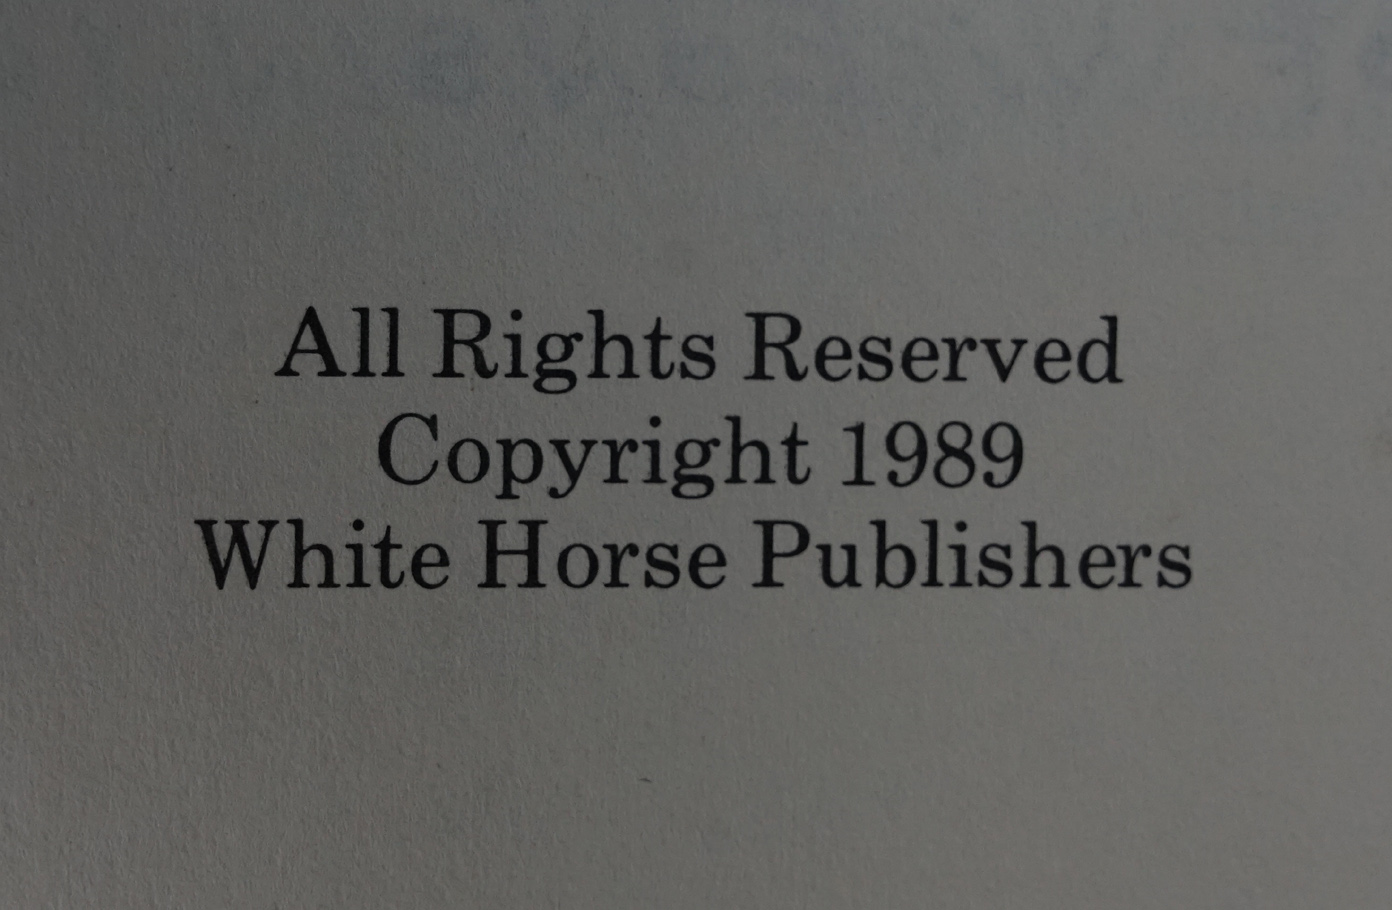 All Rights Reserved
Copyright 1989
White Horse Publishers